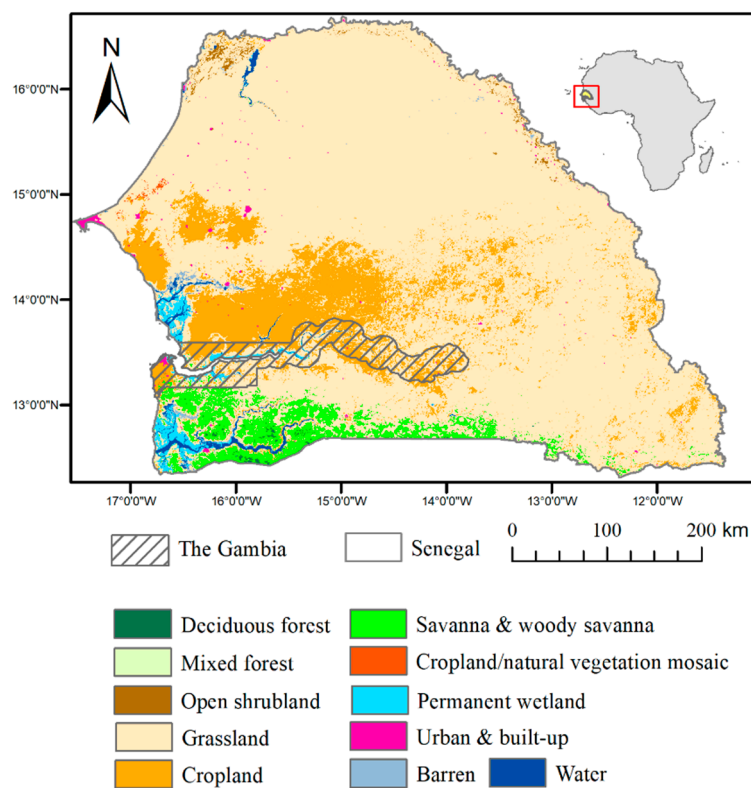 N
16°0'0"N
15°0'0"N
14°0'0"N
13°0'0"N
17°0'0"W 16°0'0"W 15°0'0"W 14°0'0"W 13°0'0"W 12°0'0"W
The Gambia Senegal 0 100 200 km
Deciduous forest Savanna & woody savanna
Mixed forest Cropland/natural vegetation mosaic
Open shrubland Permanent wetland
Grassland Urban & built-up
Cropland Barren Water